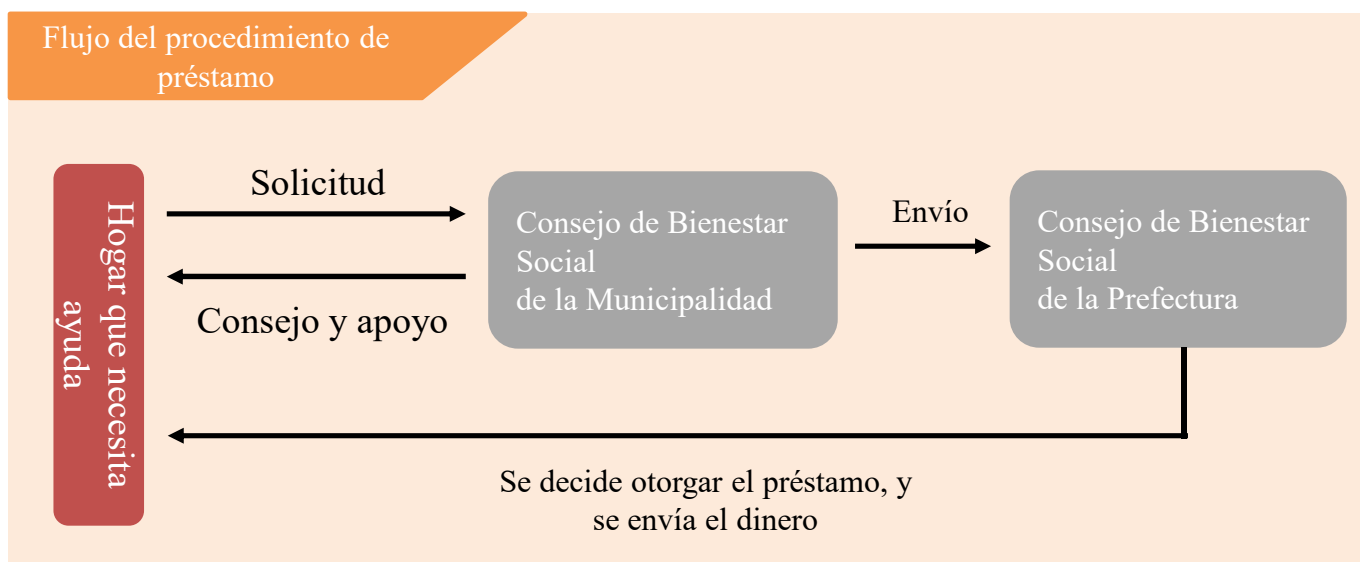 Flujo del procedimiento de
préstamo
Hogar que necesita
ayuda
Solicitud
Consejo y apoyo
Consejo de Bienestar
Social
de la Municipalidad
Envío
Consejo de Bienestar
Social
de la Prefectura
Se decide otorgar el préstamo, y
se envía el dinero